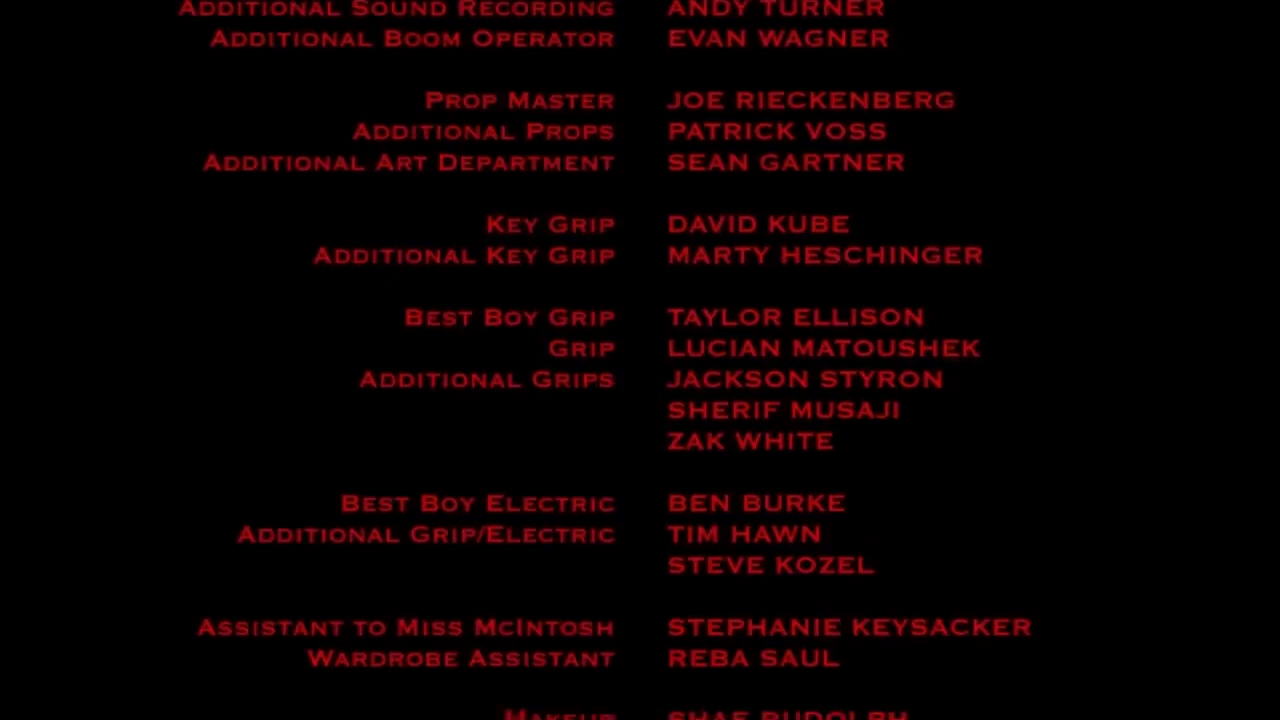 Additional Sound Recording ANDY TURNER
Additional Boom Operator EVAN WAGNER
Prop Master JOE RIECKENBERG
Additional Props PATRICK VOSS
Additional Art Department SEAN GARTNER
Key Grip DAVID KUBE
Additional Key Grip MARTY HESCHINGER
Best Boy Grip TAYLOR ELLISON
Grip LUCIAN MATOUSHEK
Additional Grips JACKSON STYRON
SHERIF MUSAJI
ZAK WHITE
Best Boy Electric BEN BURKE
Additional Grip/Electric TIM HAWN
STEVE KOZEL
Assistant to Miss McIntosh STEPHANIE KEYSACKER
Wardrobe Assistant REBA SAUL
Makeup SHAE RUDOLPH